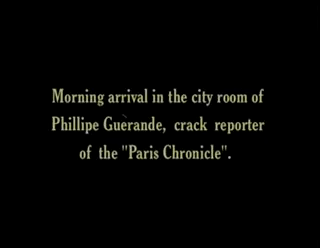 Morning arrival in the city room of
Phillipe Guerande, crack reporter
of the "Paris Chronicle".